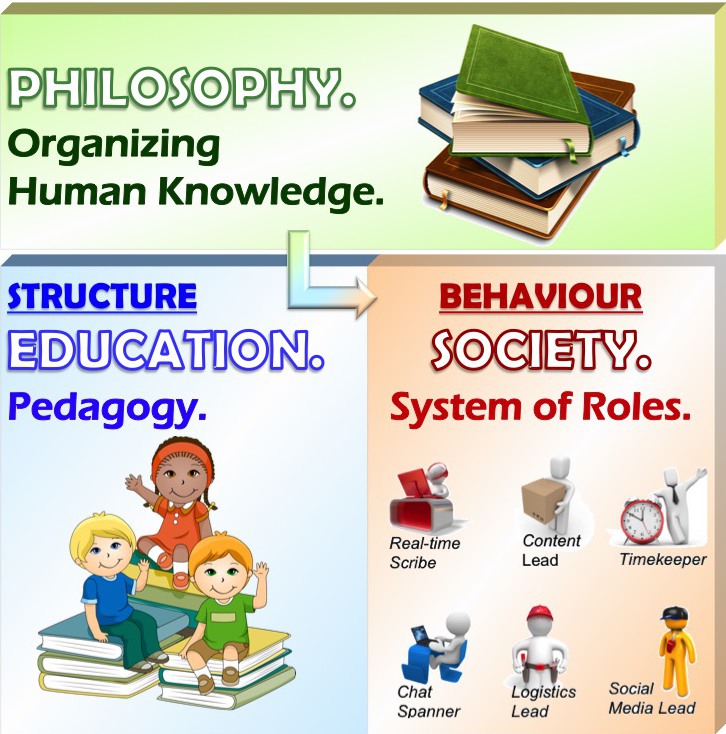 PHILOSOPHY.
Organizing
Human Knowledge.
STRUCTURE
EDUCATION.
Pedagogy.
BEHAVIOUR
SOCIETY.
System of Roles.
Real-time
Scribe
Content
Lead
Timekeeper
Chat
Spanner
Logistics
Lead
Social
Media Lead